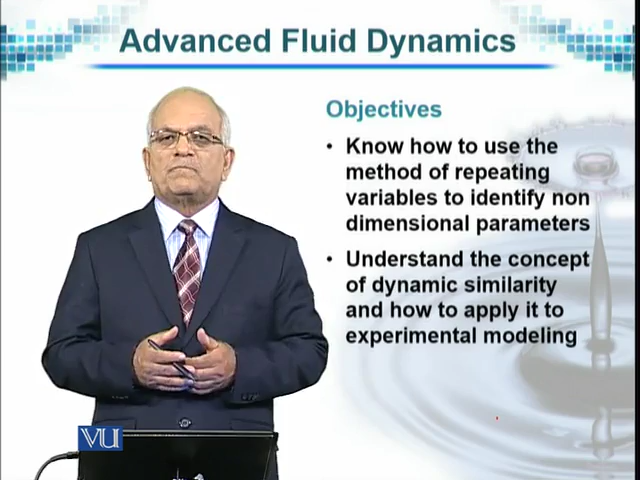 Advanced Fluid Dynamics
Objectives
• Know how to use the
method of repeating
variables to identify non
dimensional parameters
• Understand the concept
of dynamic similarity
and how to apply it to
experimental modeling
VU